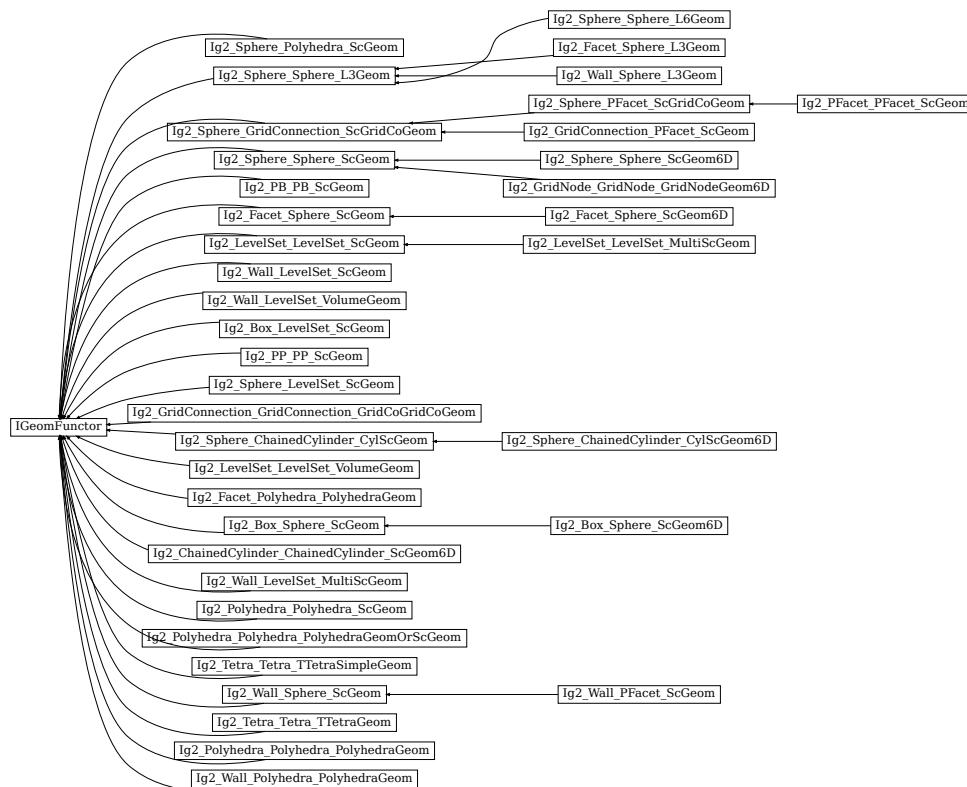 Ig2_Sphere_Sphere_L6Geom
Ig2_Sphere_Polyhedra_ScGeom
Ig2_Facet_Sphere_L3Geom
Ig2_Sphere_Sphere_L3Geom
Ig2_Wall_Sphere_L3Geom
Ig2_Sphere_PFacet_ScGridCoGeom
Ig2_PFacet_PFacet_ScGeom
Ig2_Sphere_GridConnection_ScGridCoGeom
Ig2_GridConnection_PFacet_ScGeom
Ig2_Sphere_Sphere_ScGeom
Ig2_Sphere_Sphere_ScGeom6D
Ig2_PB_PB_ScGeom
Ig2_GridNode_GridNode_GridNodeGeom6D
Ig2_Facet_Sphere_ScGeom
Ig2_Facet_Sphere_ScGeom6D
Ig2_LevelSet_LevelSet_ScGeom
Ig2_LevelSet_LevelSet_MultiScGeom
Ig2_Wall_LevelSet_ScGeom
Ig2_Wall_LevelSet_VolumeGeom
Ig2_Box_LevelSet_ScGeom
Ig2_PP_PP_ScGeom
Ig2_Sphere_LevelSet_ScGeom
Ig2_GridConnection_GridConnection_GridCoGridCoGeom
IGeomFunctor
Ig2_Sphere_ChainedCylinder_CylScGeom
Ig2_Sphere_ChainedCylinder_CylScGeom6D
Ig2_LevelSet_LevelSet_VolumeGeom
Ig2_Facet_Polyhedra_PolyhedraGeom
Ig2_Box_Sphere_ScGeom
Ig2_Box_Sphere_ScGeom6D
Ig2_ChainedCylinder_ChainedCylinder_ScGeom6D
Ig2_Wall_LevelSet_MultiScGeom
Ig2_Polyhedra_Polyhedra_ScGeom
Ig2_Polyhedra_Polyhedra_PolyhedraGeomOrScGeom
Ig2_Tetra_Tetra_TTetraSimpleGeom
Ig2_Wall_Sphere_ScGeom
Ig2_Wall_PFacet_ScGeom
Ig2_Tetra_Tetra_TTetraGeom
Ig2_Polyhedra_Polyhedra_PolyhedraGeom
Ig2_Wall_Polyhedra_PolyhedraGeom